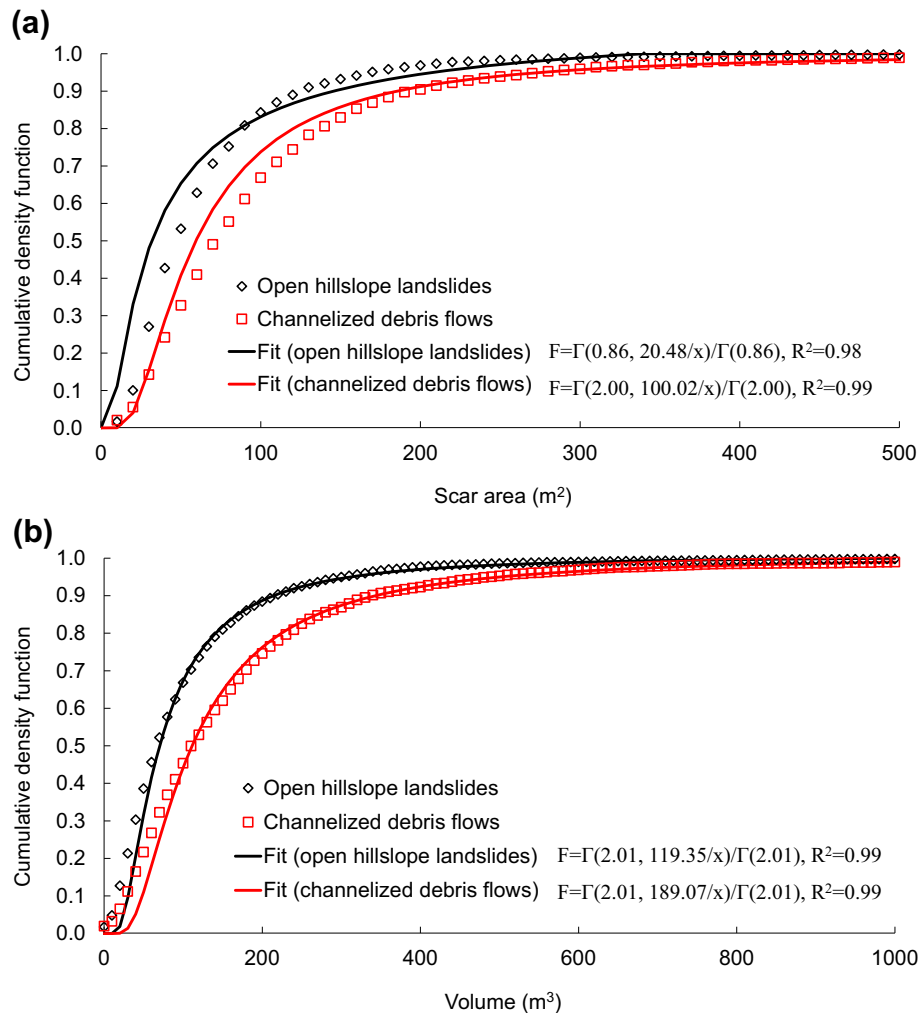 (a)
1.0
0.9
0.8
0.7
0.6
0.5
0.4
0.3
0.2
0.1
0.0
Cumulative density function
Open hillslope landslides
Channelized debris flows
Fit (open hillslope landslides) F=Γ(0.86, 20.48/x)/Γ(0.86), R²=0.98
Fit (channelized debris flows) F=Γ(2.00, 100.02/x)/Γ(2.00), R²=0.99
0 100 200 300 400 500
Scar area (m²)
(b)
1.0
0.9
0.8
0.7
0.6
0.5
0.4
0.3
0.2
0.1
0.0
Cumulative density function
Open hillslope landslides
Channelized debris flows
Fit (open hillslope landslides) F=Γ(2.01, 119.35/x)/Γ(2.01), R²=0.99
Fit (channelized debris flows) F=Γ(2.01, 189.07/x)/Γ(2.01), R²=0.99
0 200 400 600 800 1000
Volume (m³)